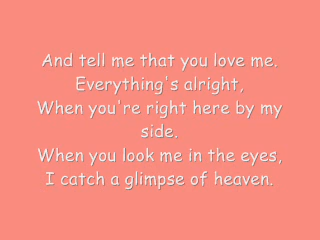 And tell me that you love me.
Everything's alright,
When you're right here by my
side.
When you look me in the eyes,
I catch a glimpse of heaven.